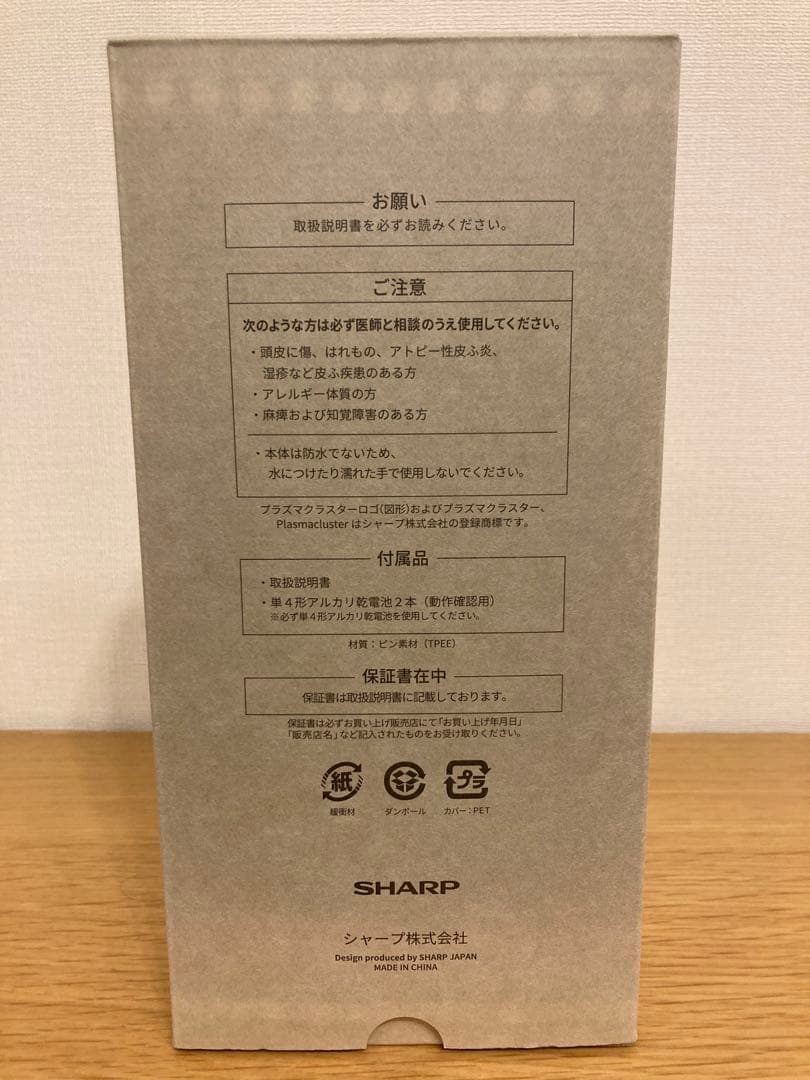 お願い
取扱説明書を必ずお読みください。
ご注意
次のような方は必ず医師と相談のうえ使用してください。
・頭皮に傷、はれもの、アトピー性皮ふ炎、
湿疹など皮ふ疾患のある方
・アレルギー体質の方
・麻痺および知覚障害のある方
・本体は防水でないため、
水につけたり濡れた手で使用しないでください。
プラズマクラスターロゴ(図形)およびプラズマクラスター、
Plasmacluster はシャープ株式会社の登録商標です。
付属品
・取扱説明書
・単4形アルカリ乾電池2本（動作確認用）
※必ず単4形アルカリ乾電池を使用してください。
材質：ピン素材（TPEE）
保証書在中
保証書は取扱説明書に記載しております。
保証書は必ずお買い上げ販売店にて「お買い上げ年月日」
「販売店名」など記入されたものをお受け取りください。
紙 プラ
緩衝材 ダンボール カバー：PET
SHARP
シャープ株式会社
Design produced by SHARP JAPAN
MADE IN CHINA